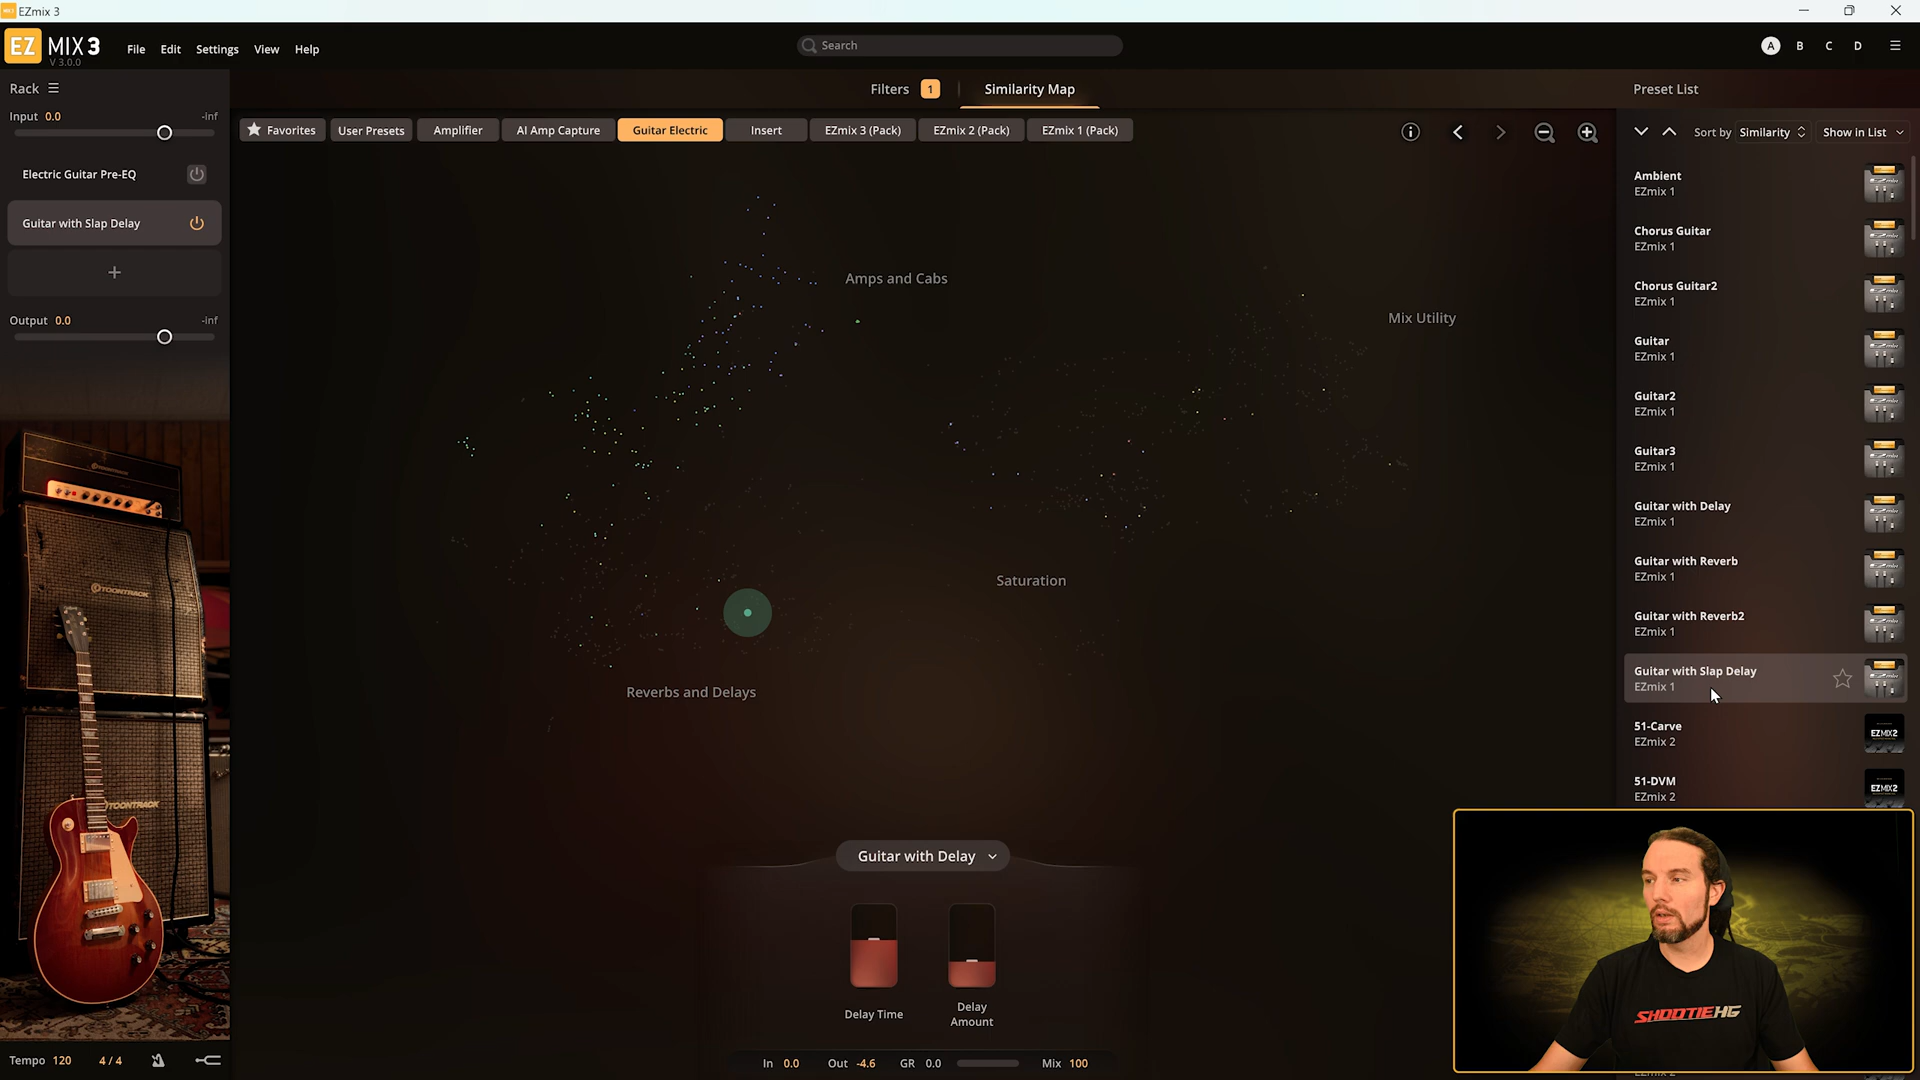 EZmix 3
EZ MIX 3
V 3.0.0
File Edit Settings View Help
Search
A B C D
Rack
Filters 1
Similarity Map
Preset List
Input 0.0 -inf
Favorites
User Presets
Amplifier
AI Amp Capture
Guitar Electric
Insert
EZmix 3 (Pack)
EZmix 2 (Pack)
EZmix 1 (Pack)
Sort by Similarity
Show in List
Electric Guitar Pre-EQ
Guitar with Slap Delay
+
Output 0.0 -inf
Amps and Cabs
Mix Utility
Saturation
Reverbs and Delays
Ambient
EZmix 1
Chorus Guitar
EZmix 1
Chorus Guitar2
EZmix 1
Guitar
EZmix 1
Guitar2
EZmix 1
Guitar3
EZmix 1
Guitar with Delay
EZmix 1
Guitar with Reverb
EZmix 1
Guitar with Reverb2
EZmix 1
Guitar with Slap Delay
EZmix 1
51-Carve
EZmix 2
EZMIX2
51-DVM
EZmix 2
EZMIX2
TOONTRACK
TOONTRACK
TOONTRACK
Guitar with Delay
Delay Time
Delay
Amount
SHOOTIEHG
Tempo 120 4/4
In 0.0 Out -4.6 GR 0.0 Mix 100